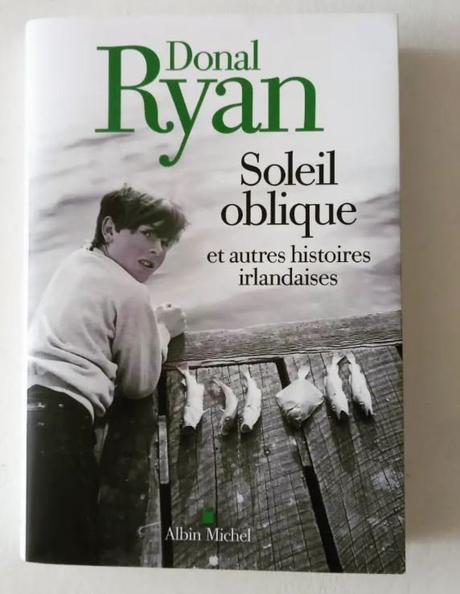 Donal
Ryan
Soleil
oblique
et autres histoires
irlandaises
Albin Michel